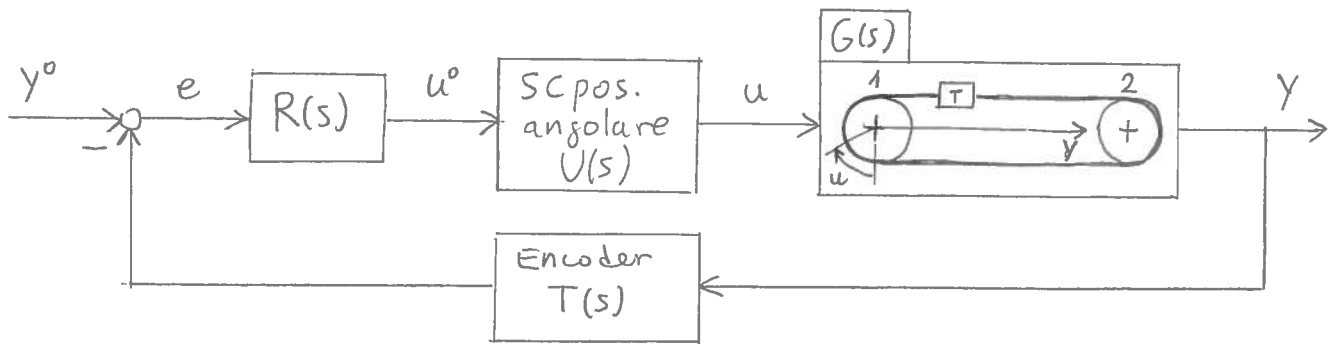 G(s)
y°
e
R(s)
u°
SC pos.
angolare
U(s)
u
1
T
2
y
u
y
−
Encoder
T(s)